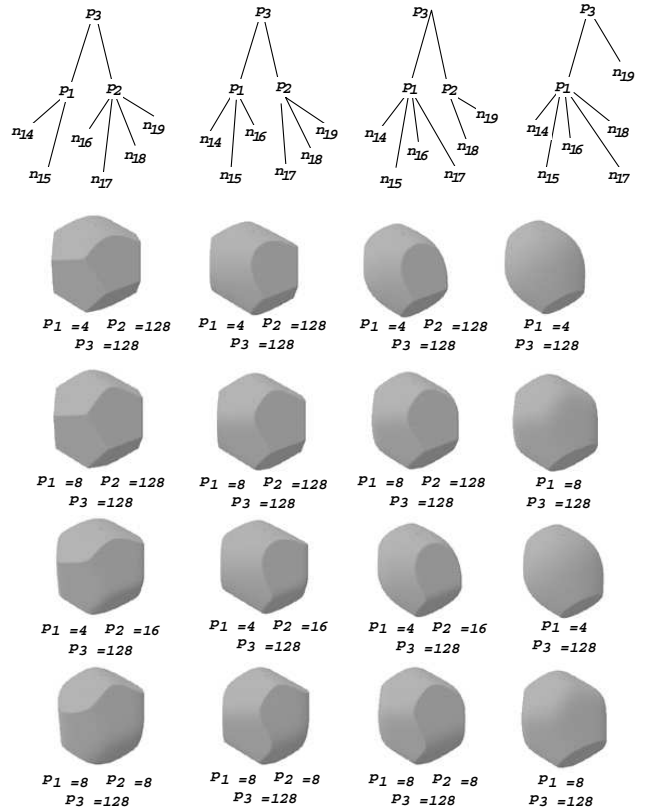 P3 P3 P3 P3
n19
P1 P2 P1 P2 P1 P2 P1
n14 n16 n19 n14 n16 n19 n14 n16 n19 n14 n16 n18
n15 n17 n18 n15 n17 n18 n15 n17 n18 n15 n17
P1 =4 P2 =128 P1 =4 P2 =128 P1 =4 P2 =128 P1 =4
P3 =128 P3 =128 P3 =128 P3 =128
P1 =8 P2 =128 P1 =8 P2 =128 P1 =8 P2 =128 P1 =8
P3 =128 P3 =128 P3 =128 P3 =128
P1 =4 P2 =16 P1 =4 P2 =16 P1 =4 P2 =16 P1 =4
P3 =128 P3 =128 P3 =128 P3 =128
P1 =8 P2 =8 P1 =8 P2 =8 P1 =8 P2 =8 P1 =8
P3 =128 P3 =128 P3 =128 P3 =128